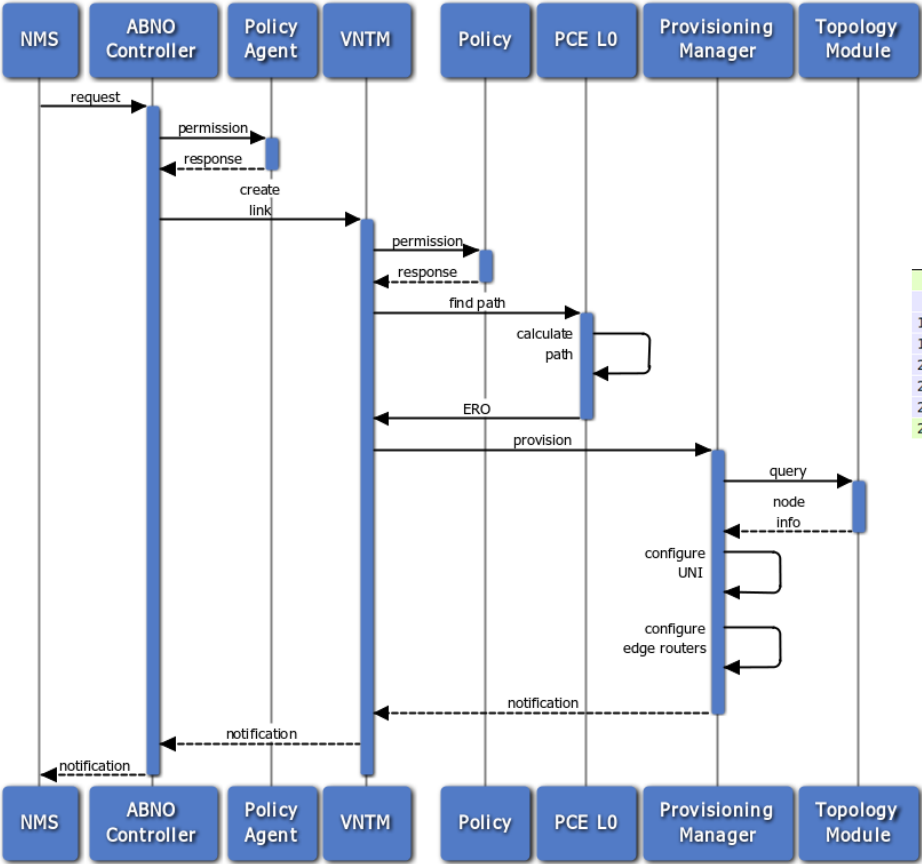 NMS
ABNO
Controller
Policy
Agent
VNTM
Policy
PCE L0
Provisioning
Manager
Topology
Module
request
permission
response
create
link
permission
response
find path
calculate
path
ERO
provision
query
node
info
configure
UNI
configure
edge routers
notification
notification
notification
NMS
ABNO
Controller
Policy
Agent
VNTM
Policy
PCE L0
Provisioning
Manager
Topology
Module